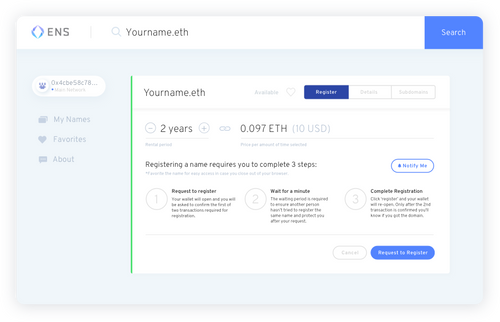 ENS
Yourname.eth
Search
0x4cbe58c78...
Main Network
My Names
Favorites
About
Yourname.eth
Available
Register
Details
Subdomains
2 years
0.097 ETH (10 USD)
Rental period
Price per amount of time selected
Registering a name requires you to complete 3 steps:
*Favorite the name for easy access in case you close out of your browser.
Notify Me
1
Request to register
Your wallet will open and you will
be asked to confirm the first of
two transactions required for
registration.
2
Wait for a minute
The waiting period is required
to ensure another person
hasn't tried to register the
same name and protect you
after your request.
3
Complete Registration
Click 'register' and your wallet
will re-open. Only after the 2nd
transaction is confirmed you'll
know if you got the domain.
Cancel
Request to Register